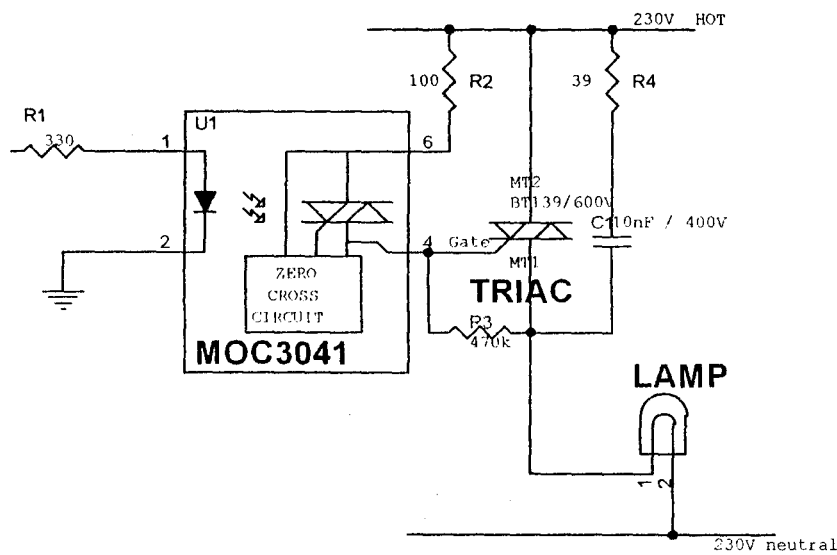 230V HOT
100 R2
39 R4
R1
330
U1
1
6
MT2
BT139/600V
C1 10nF / 400V
2
4
Gate
MT1
ZERO
CROSS
CIRCUIT
TRIAC
R3
470k
MOC3041
LAMP
1
2
230V neutral